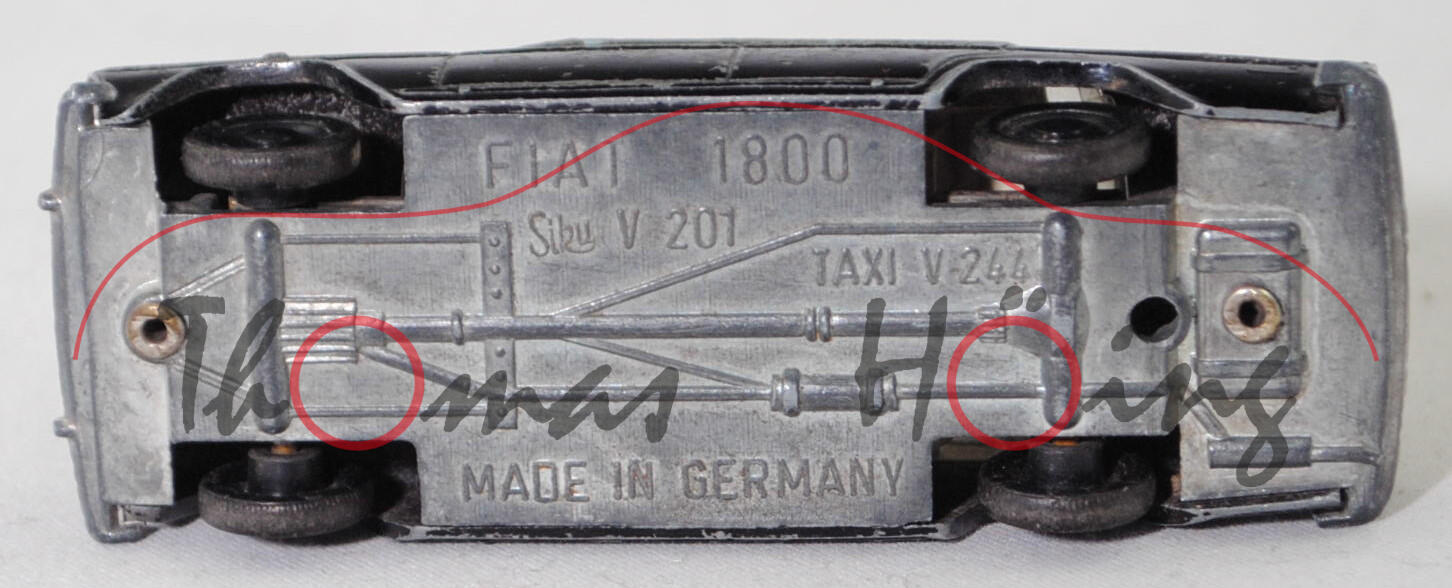 FIAT 1800
Siku V 201
TAXI V-244
Thomas Höing
MADE IN GERMANY